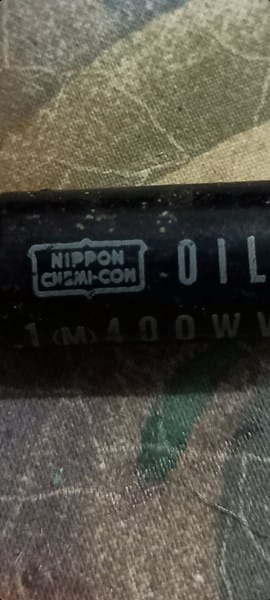 NIPPON
CHEMI-CON
OIL
.1 (M) 400WV